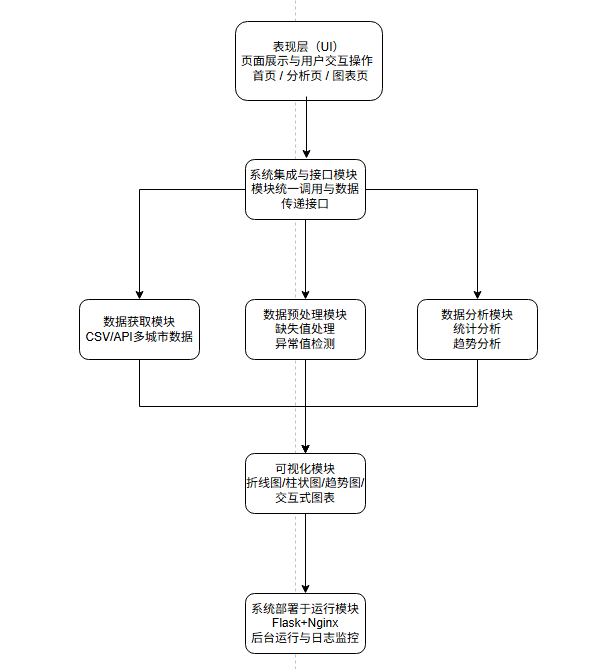 表现层（UI）
页面展示与用户交互操作
首页 / 分析页 / 图表页
系统集成与接口模块
模块统一调用与数据
传递接口
数据获取模块
CSV/API多城市数据
数据预处理模块
缺失值处理
异常值检测
数据分析模块
统计分析
趋势分析
可视化模块
折线图/柱状图/趋势图/
交互式图表
系统部署于运行模块
Flask+Nginx
后台运行与日志监控